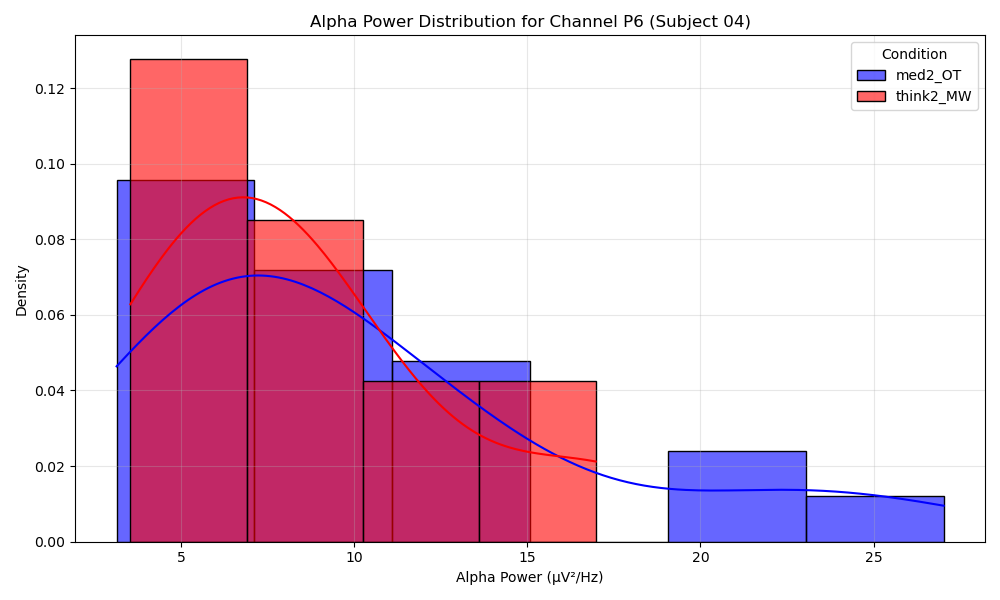 Alpha Power Distribution for Channel P6 (Subject 04)
Condition
med2_OT
think2_MW
Density
0.12
0.10
0.08
0.06
0.04
0.02
0.00
5 10 15 20 25
Alpha Power (μV²/Hz)